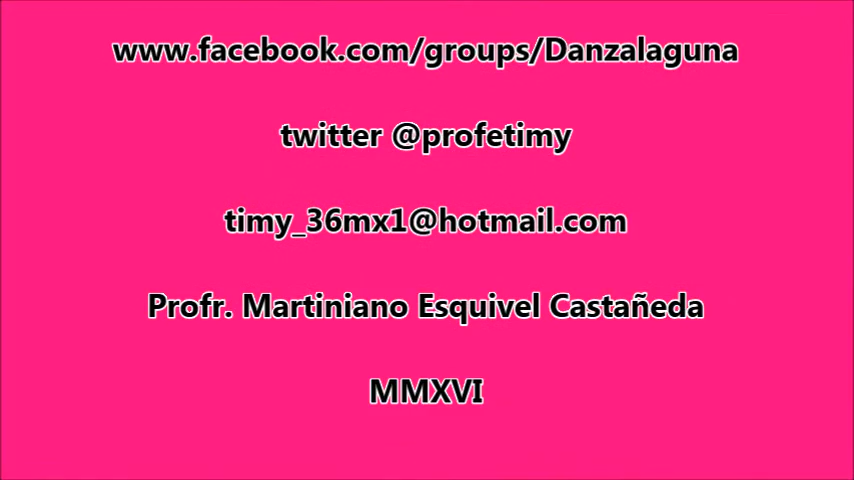 www.facebook.com/groups/Danzalaguna
twitter @profetimy
timy_36mx1@hotmail.com
Profr. Martiniano Esquivel Castañeda
MMXVI